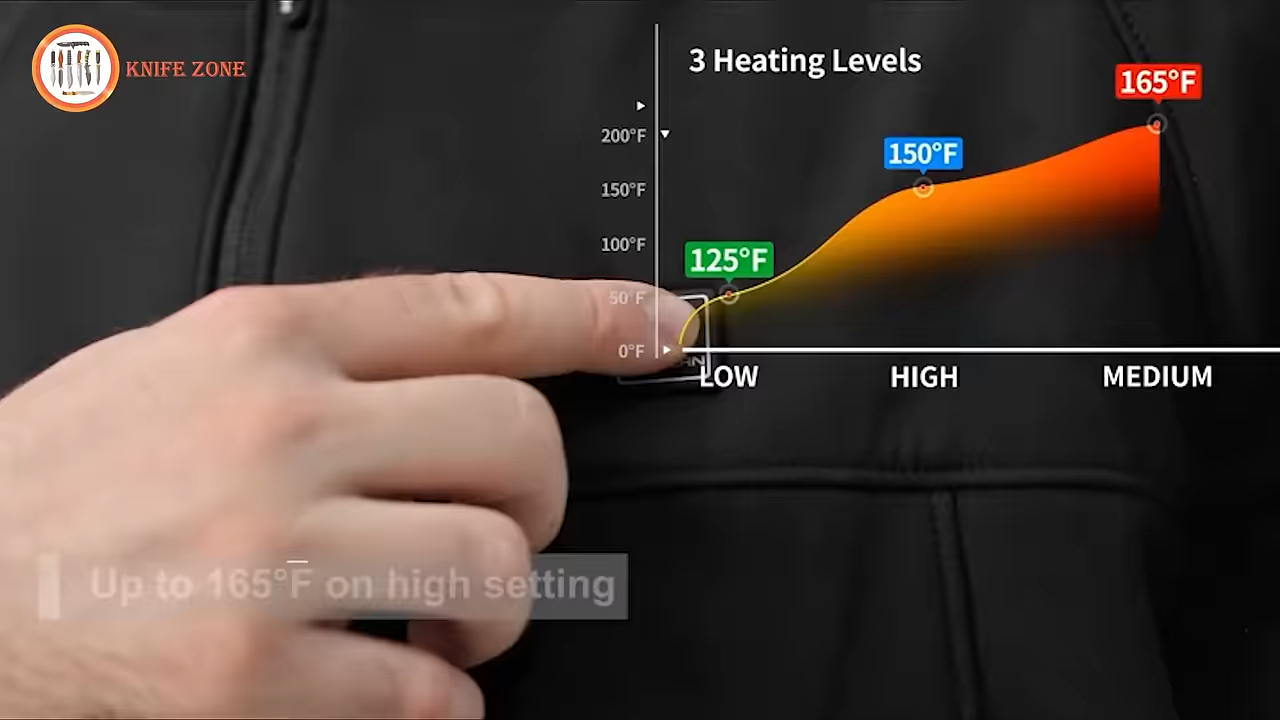 KNIFE ZONE
3 Heating Levels
165°F
150°F
125°F
200°F
150°F
100°F
50°F
0°F
LOW
HIGH
MEDIUM
Up to 165°F on high setting